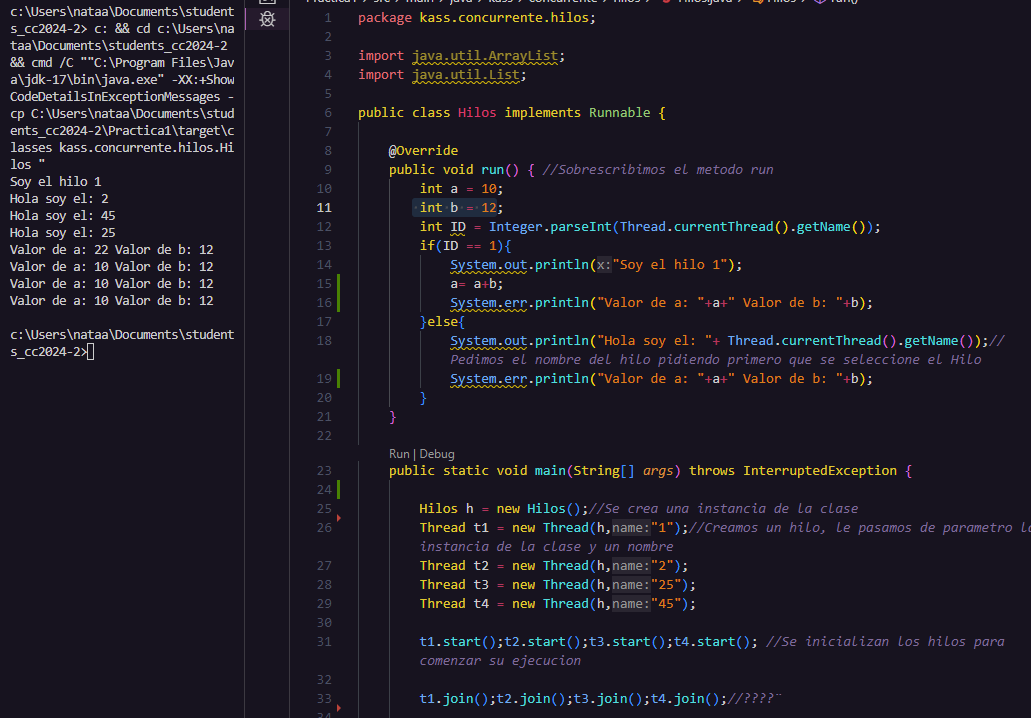 c:\Users\nataa\Documents\student
s_cc2024-2> c: && cd c:\Users\na
taa\Documents\students_cc2024-2
&& cmd /C ""C:\Program Files\Jav
a\jdk-17\bin\java.exe" -XX:+Show
CodeDetailsInExceptionMessages -
cp C:\Users\nataa\Documents\stud
ents_cc2024-2\Practica1\target\c
lasses kass.concurrente.hilos.Hi
los "
Soy el hilo 1
Hola soy el: 2
Hola soy el: 45
Hola soy el: 25
Valor de a: 22 Valor de b: 12
Valor de a: 10 Valor de b: 12
Valor de a: 10 Valor de b: 12
Valor de a: 10 Valor de b: 12
c:\Users\nataa\Documents\student
s_cc2024-2>
1 package kass.concurrente.hilos;
2
3 import java.util.ArrayList;
4 import java.util.List;
5
6 public class Hilos implements Runnable {
7
8 @Override
9 public void run() { //Sobrescribimos el metodo run
10 int a = 10;
11 int b = 12;
12 int ID = Integer.parseInt(Thread.currentThread().getName());
13 if(ID == 1){
14 System.out.println(x:"Soy el hilo 1");
15 a= a+b;
16 System.err.println("Valor de a: "+a+" Valor de b: "+b);
17 }else{
18 System.out.println("Hola soy el: "+ Thread.currentThread().getName());//
Pedimos el nombre del hilo pidiendo primero que se seleccione el Hilo
19 System.err.println("Valor de a: "+a+" Valor de b: "+b);
20 }
21 }
22
Run | Debug
23 public static void main(String[] args) throws InterruptedException {
24
25 Hilos h = new Hilos();//Se crea una instancia de la clase
26 Thread t1 = new Thread(h,name:"1");//Creamos un hilo, le pasamos de parametro
instancia de la clase y un nombre
27 Thread t2 = new Thread(h,name:"2");
28 Thread t3 = new Thread(h,name:"25");
29 Thread t4 = new Thread(h,name:"45");
30
31 t1.start();t2.start();t3.start();t4.start(); //Se inicializan los hilos para
comenzar su ejecucion
32
33 t1.join();t2.join();t3.join();t4.join();//????¨